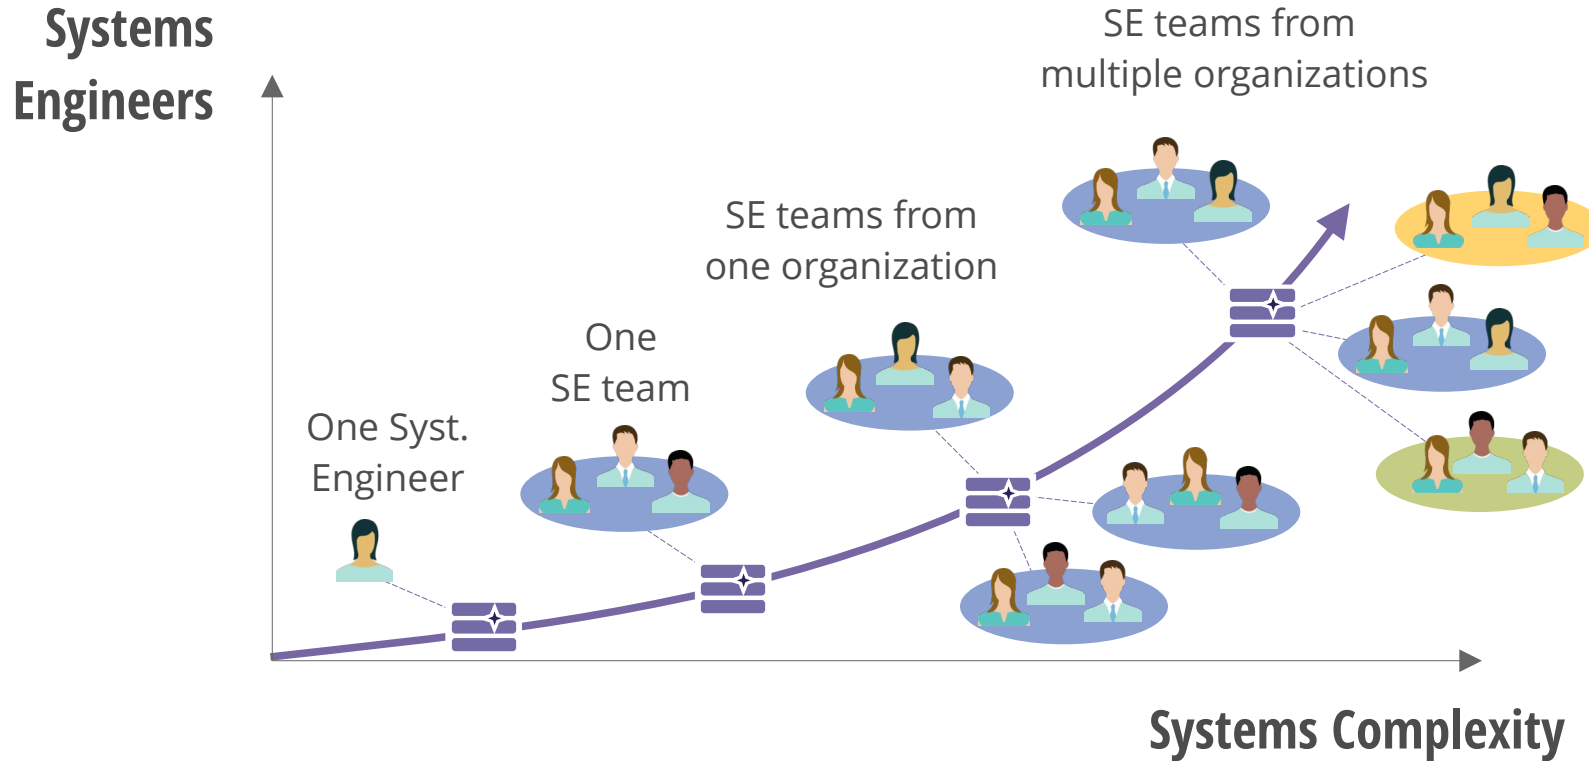 Systems
Engineers
SE teams from
multiple organizations
SE teams from
one organization
One
SE team
One Syst.
Engineer
Systems Complexity